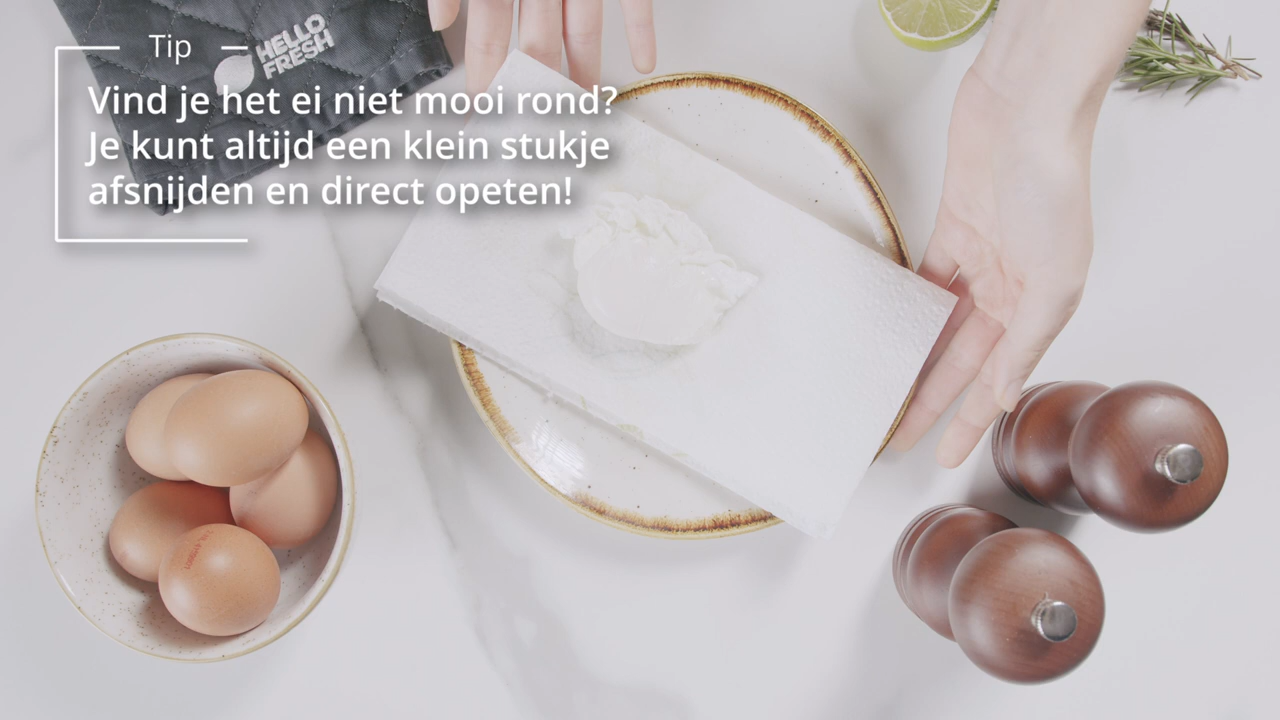 Tip
HELLO
FRESH
Vind je het ei niet mooi rond?
Je kunt altijd een klein stukje
afsnijden en direct opeten!